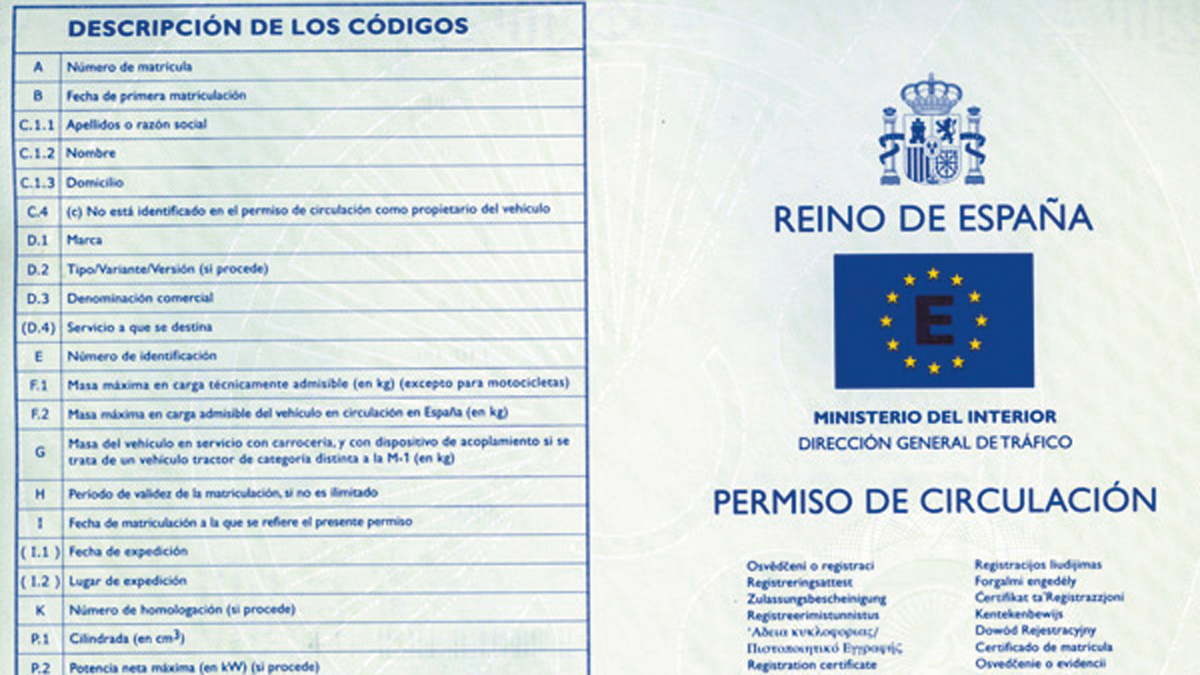 DESCRIPCIÓN DE LOS CÓDIGOS
A Número de matrícula
B Fecha de primera matriculación
C.1.1 Apellidos o razón social
C.1.2 Nombre
C.1.3 Domicilio
C.4 (c) No está identificado en el permiso de circulación como propietario del vehículo
D.1 Marca
D.2 Tipo/Variante/Versión (si procede)
D.3 Denominación comercial
(D.4) Servicio a que se destina
E Número de identificación
F.1 Masa máxima en carga técnicamente admisible (en kg) (excepto para motocicletas)
F.2 Masa máxima en carga admisible del vehículo en circulación en España (en kg)
G Masa del vehículo en servicio con carrocería, y con dispositivo de acoplamiento si se
trata de un vehículo tractor de categoría distinta a la M-1 (en kg)
H Período de validez de la matriculación, si no es ilimitado
I Fecha de matriculación a la que se refiere el presente permiso
( I.1 ) Fecha de expedición
( I.2 ) Lugar de expedición
K Número de homologación (si procede)
P.1 Cilindrada (en cm³)
P.2 Potencia neta máxima (en kW) (si procede)
REINO DE ESPAÑA
E
MINISTERIO DEL INTERIOR
DIRECCIÓN GENERAL DE TRÁFICO
PERMISO DE CIRCULACIÓN
Osvědčení o registraci
Registreringsattest
Zulassungsbescheinigung
Registreerimistunnistus
'Αδεια κυκλοφορίας/
Πιστοποιητικό Εγγραφής
Registration certificate
Registracijos liudijimas
Forgalmi engedély
Ċertifikat ta' Reġistrazzjoni
Kentekenbewijs
Dowód Rejestracyjny
Certificado de matrícula
Osvedčenie o evidencii